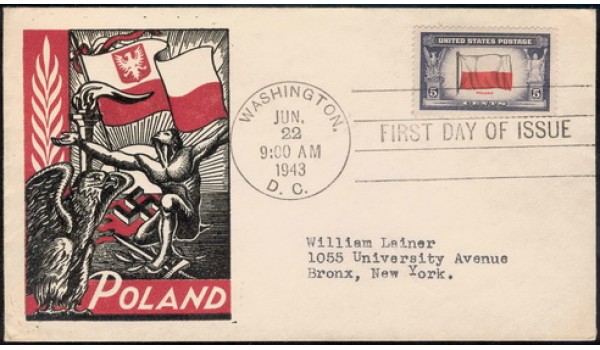 POLAND
WASHINGTON,
JUN.
22
9:00 AM
1943
D. C.
UNITED STATES POSTAGE
POLAND
5 CENTS 5
FIRST DAY OF ISSUE
William Lainer
1055 University Avenue
Bronx, New York.